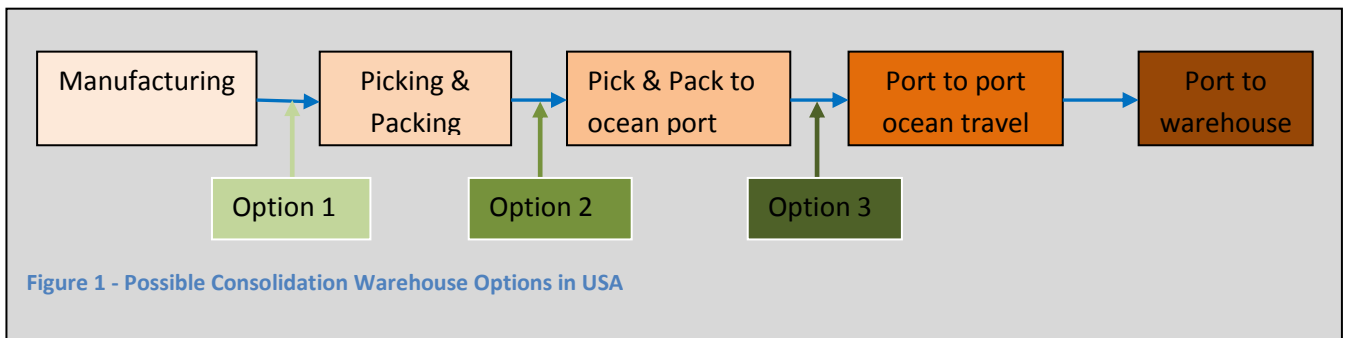 Manufacturing
Picking &
Packing
Pick & Pack to
ocean port
Port to port
ocean travel
Port to
warehouse
Option 1
Option 2
Option 3
Figure 1 - Possible Consolidation Warehouse Options in USA